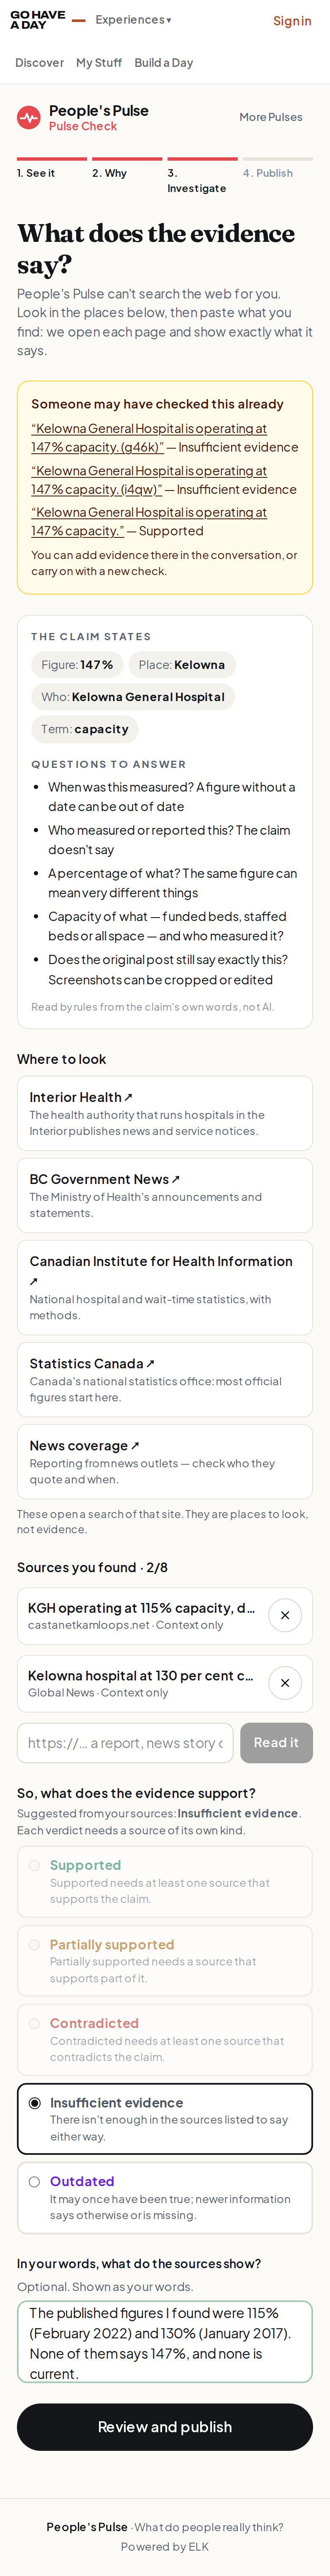 GO HAVE
A DAY
Experiences ▾
Sign in
Discover
My Stuff
Build a Day
People's Pulse
Pulse Check
More Pulses
1. See it
2. Why
3.
Investigate
4. Publish
What does the evidence
say?
People's Pulse can't search the web for you.
Look in the places below, then paste what you
find: we open each page and show exactly what it
says.
Someone may have checked this already
“Kelowna General Hospital is operating at
147% capacity. (g46k)” — Insufficient evidence
“Kelowna General Hospital is operating at
147% capacity. (i4qw)” — Insufficient evidence
“Kelowna General Hospital is operating at
147% capacity.” — Supported
You can add evidence there in the conversation, or
carry on with a new check.
THE CLAIM STATES
Figure: 147%
Place: Kelowna
Who: Kelowna General Hospital
Term: capacity
QUESTIONS TO ANSWER
• When was this measured? A figure without a
date can be out of date
• Who measured or reported this? The claim
doesn't say
• A percentage of what? The same figure can
mean very different things
• Capacity of what — funded beds, staffed
beds or all space — and who measured it?
• Does the original post still say exactly this?
Screenshots can be cropped or edited
Read by rules from the claim's own words, not AI.
Where to look
Interior Health ↗
The health authority that runs hospitals in the
Interior publishes news and service notices.
BC Government News ↗
The Ministry of Health's announcements and
statements.
Canadian Institute for Health Information
↗
National hospital and wait-time statistics, with
methods.
Statistics Canada ↗
Canada's national statistics office: most official
figures start here.
News coverage ↗
Reporting from news outlets — check who they
quote and when.
These open a search of that site. They are places to look,
not evidence.
Sources you found · 2/8
KGH operating at 115% capacity, d...
castanetkamloops.net · Context only
✕
Kelowna hospital at 130 per cent c...
Global News · Context only
✕
https://... a report, news story o
Read it
So, what does the evidence support?
Suggested from your sources: Insufficient evidence.
Each verdict needs a source of its own kind.
Supported
Supported needs at least one source that
supports the claim.
Partially supported
Partially supported needs a source that
supports part of it.
Contradicted
Contradicted needs at least one source that
contradicts the claim.
Insufficient evidence
There isn't enough in the sources listed to say
either way.
Outdated
It may once have been true; newer information
says otherwise or is missing.
In your words, what do the sources show?
Optional. Shown as your words.
The published figures I found were 115%
(February 2022) and 130% (January 2017).
None of them says 147%, and none is
current.
Review and publish
People's Pulse · What do people really think?
Powered by ELK